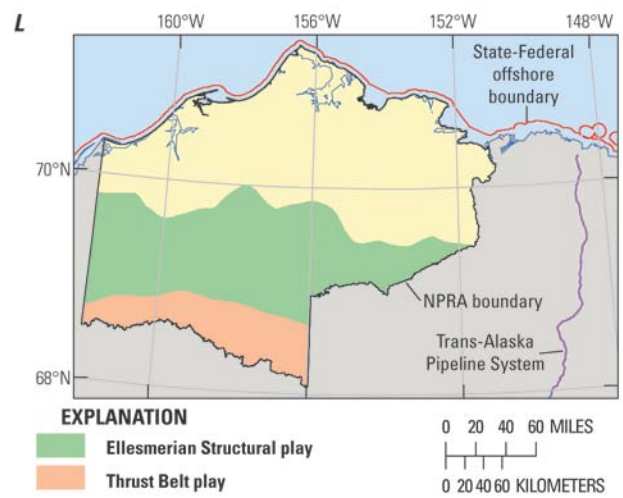 L
160°W 156°W 152°W 148°W
State-Federal
offshore
boundary
70°N
NPRA boundary
Trans-Alaska
Pipeline System
68°N
EXPLANATION
Ellesmerian Structural play
Thrust Belt play
0 20 40 60 MILES
0 20 40 60 KILOMETERS